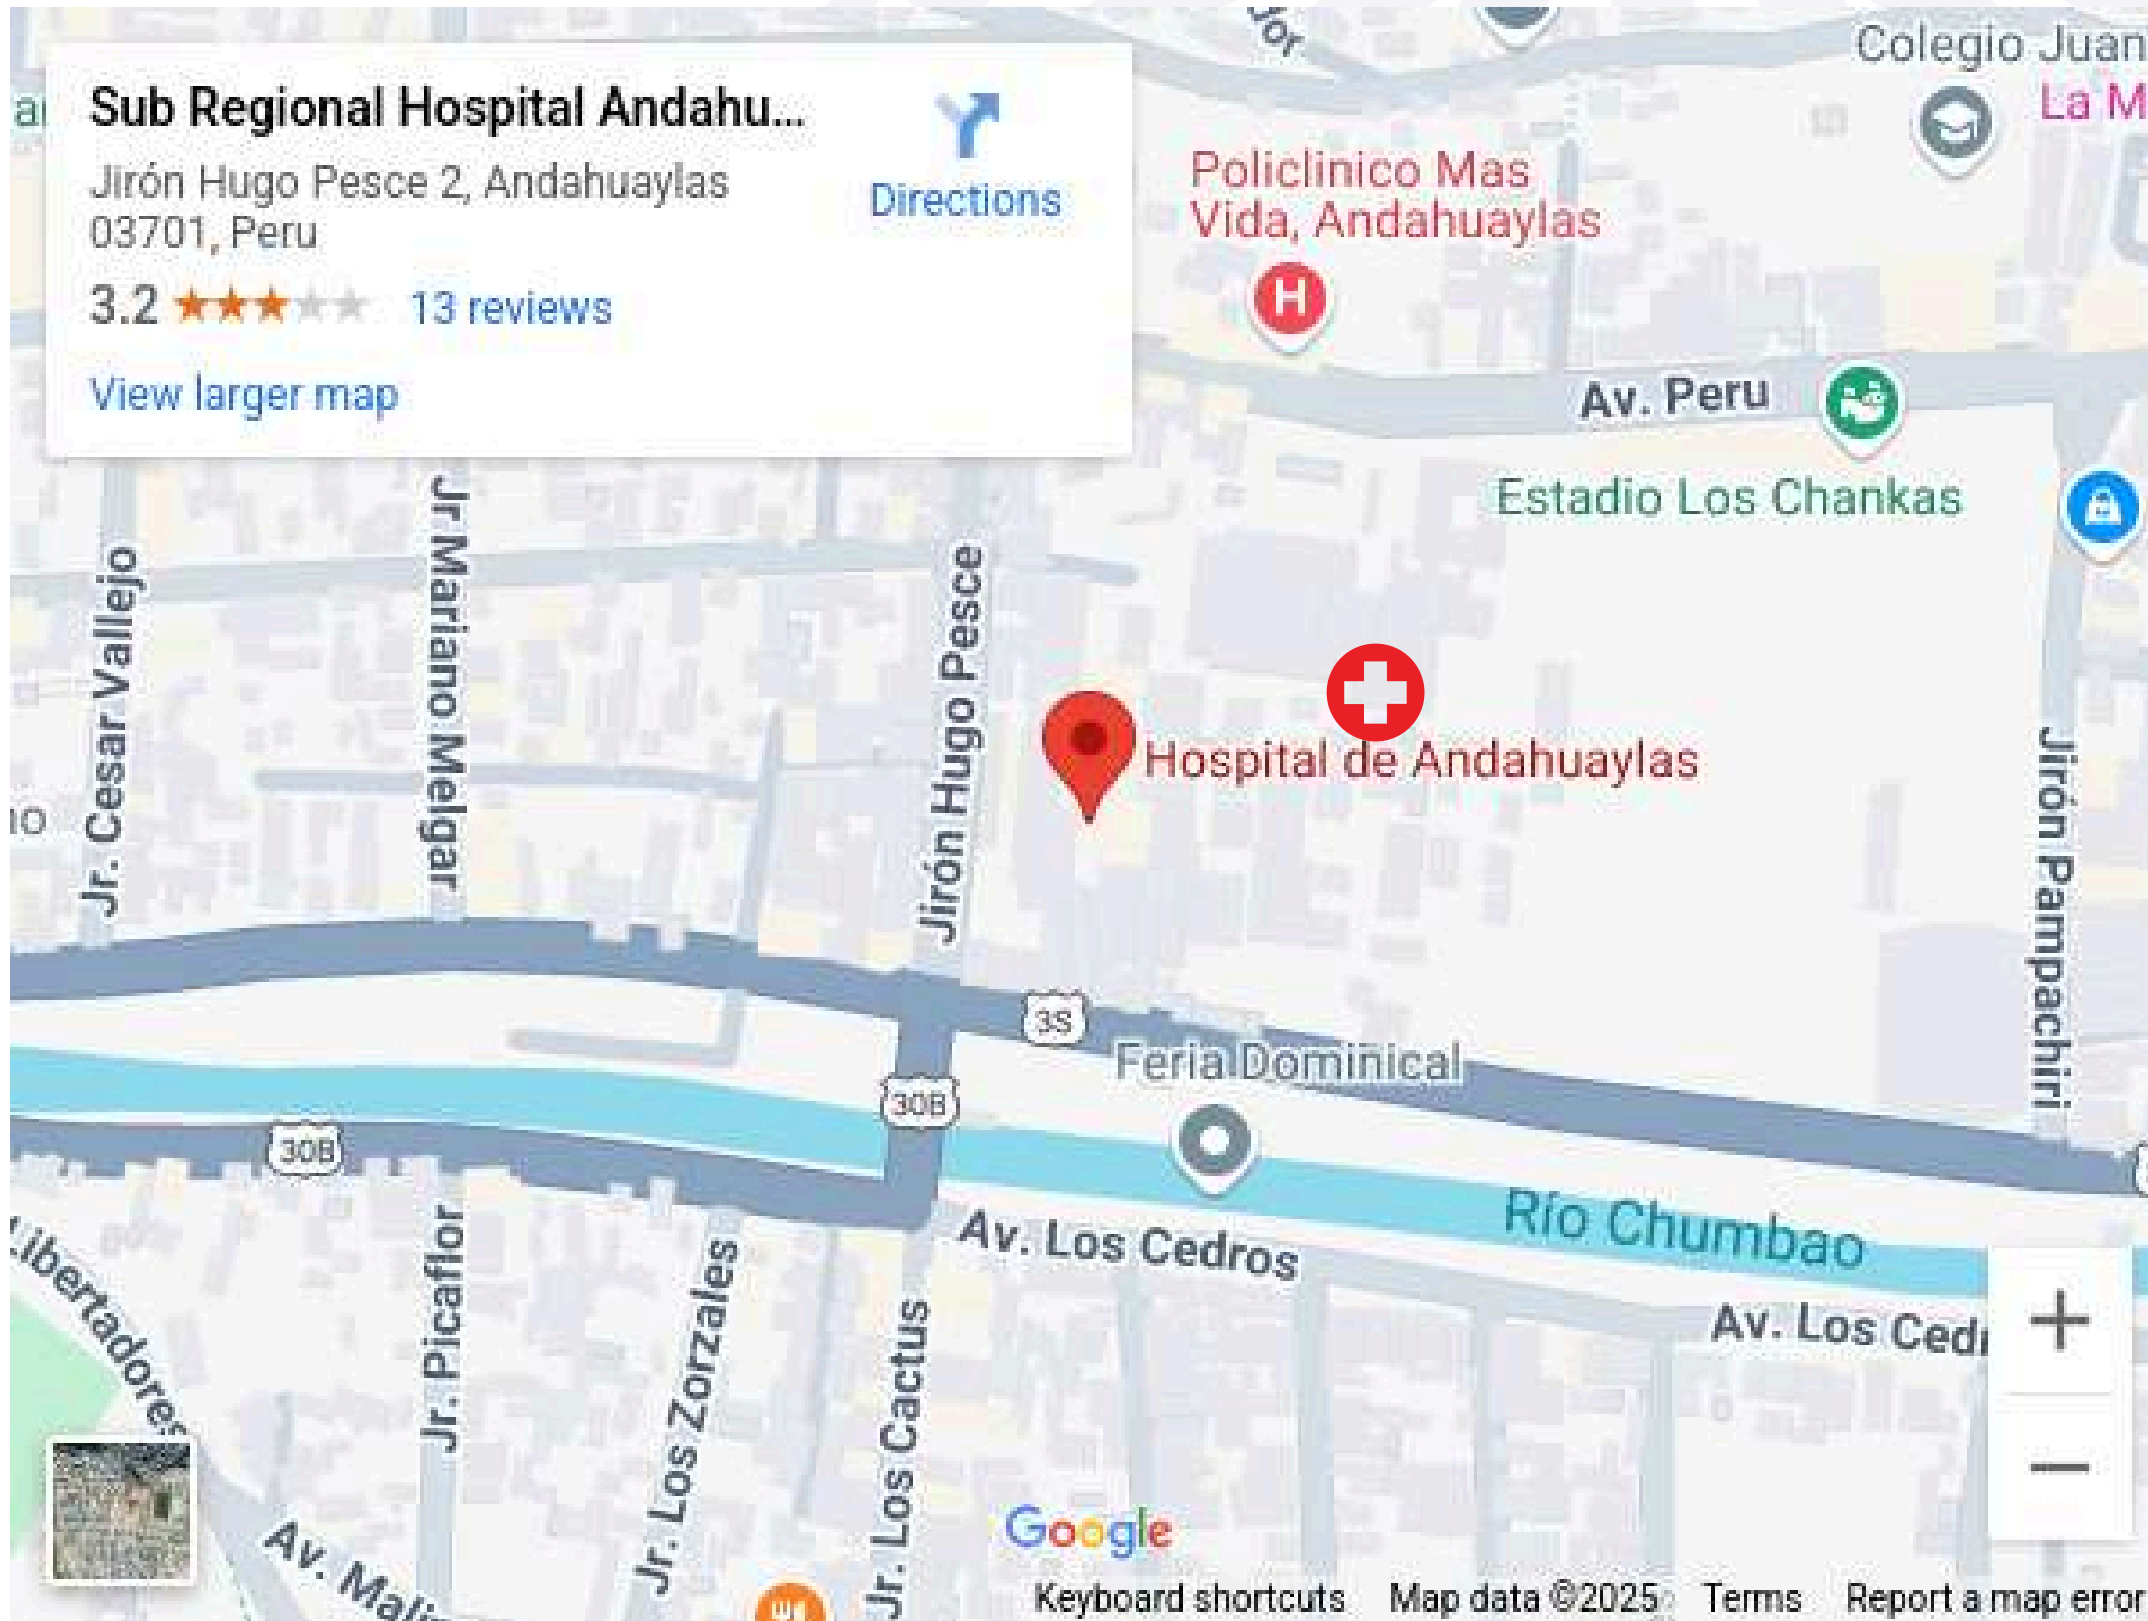 Sub Regional Hospital Andahu...
Jirón Hugo Pesce 2, Andahuaylas
03701, Peru
3.2
13 reviews
View larger map
Directions
Colegio Juan
La M
Policlinico Mas
Vida, Andahuaylas
H
Av. Peru
Estadio Los Chankas
Jr. Cesar Vallejo
Jr Mariano Melgar
Jirón Hugo Pesce
Hospital de Andahuaylas
Jirón Pampachiri
3S
Feria Dominical
30B
30B
Río Chumbao
Av. Los Cedros
Av. Los Ced
Libertadores
Jr. Picaflor
Jr. Los Zorzales
Jr. Los Cactus
Av. Mali
Google
Keyboard shortcuts
Map data ©2025
Terms
Report a map error